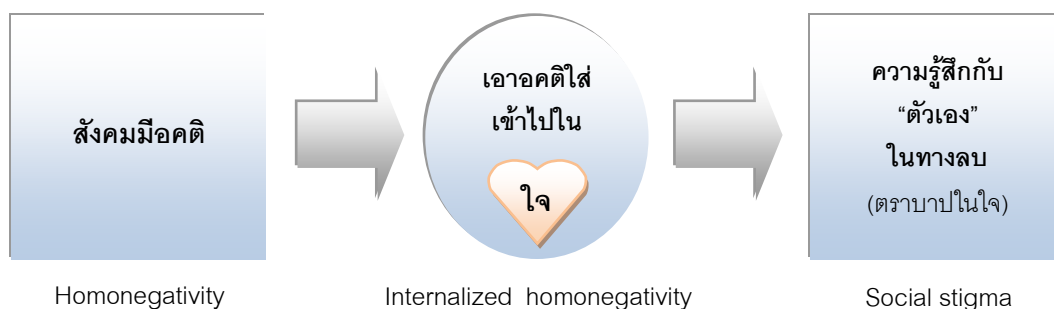 สังคมมีอคติ
เอาอคติใส่
เข้าไปใน
ใจ
ความรู้สึกกับ
“ตัวเอง”
ในทางลบ
(ตราบาปในใจ)
Homonegativity
Internalized homonegativity
Social stigma